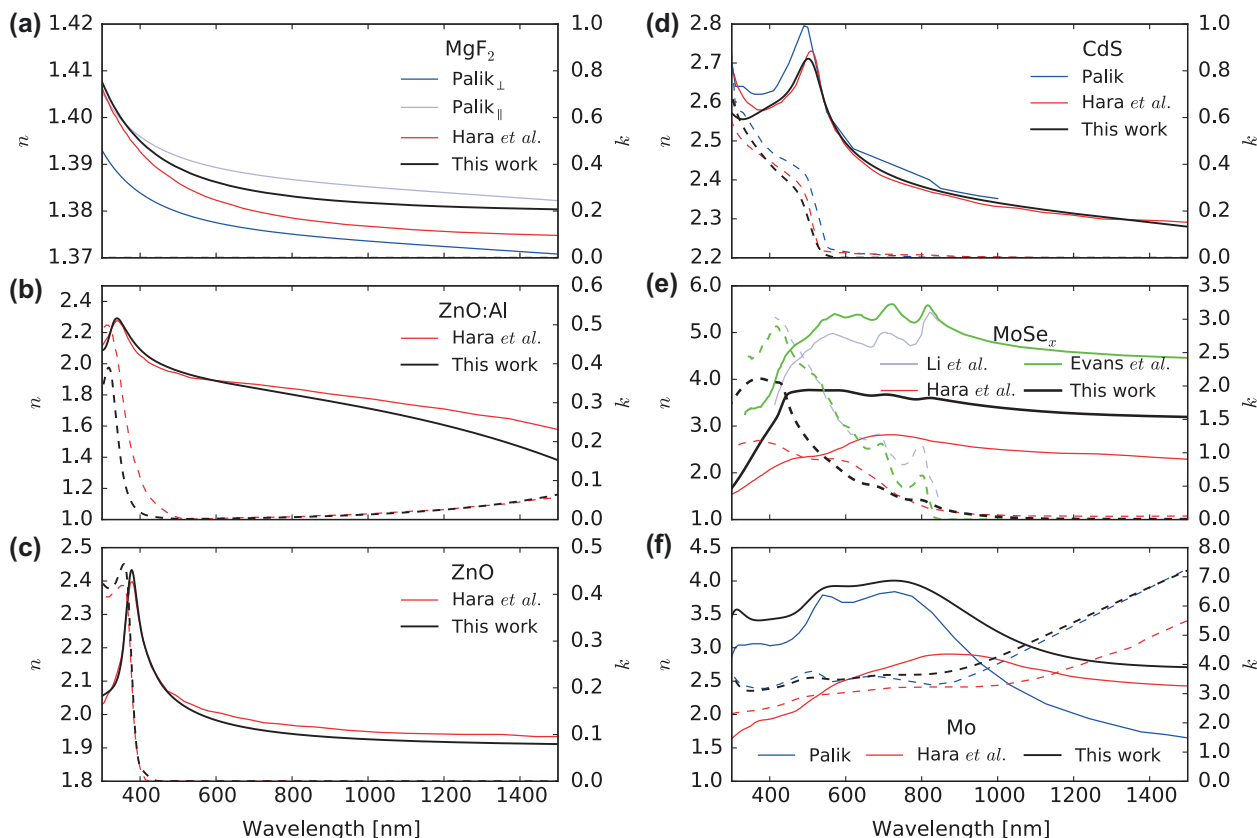 (a)
1.42
1.41
1.40
1.39
1.38
1.37
n
MgF₂
Palik⊥
Palik∥
Hara et al.
This work
1.0
0.8
0.6
0.4
0.2
0.0
k
(b)
2.4
2.2
2.0
1.8
1.6
1.4
1.2
1.0
n
ZnO:Al
Hara et al.
This work
0.6
0.5
0.4
0.3
0.2
0.1
0.0
k
(c)
2.5
2.4
2.3
2.2
2.1
2.0
1.9
1.8
n
ZnO
Hara et al.
This work
0.5
0.4
0.3
0.2
0.1
0.0
k
400 600 800 1000 1200 1400
Wavelength [nm]
(d)
2.8
2.7
2.6
2.5
2.4
2.3
2.2
n
CdS
Palik
Hara et al.
This work
1.0
0.8
0.6
0.4
0.2
0.0
k
(e)
6.0
5.0
4.0
3.0
2.0
1.0
n
MoSeₓ
Li et al. Evans et al.
Hara et al. This work
3.5
3.0
2.5
2.0
1.5
1.0
0.5
0.0
k
(f)
4.5
4.0
3.5
3.0
2.5
2.0
1.5
1.0
n
Mo
Palik Hara et al. This work
8.0
7.0
6.0
5.0
4.0
3.0
2.0
1.0
0.0
k
400 600 800 1000 1200 1400
Wavelength [nm]